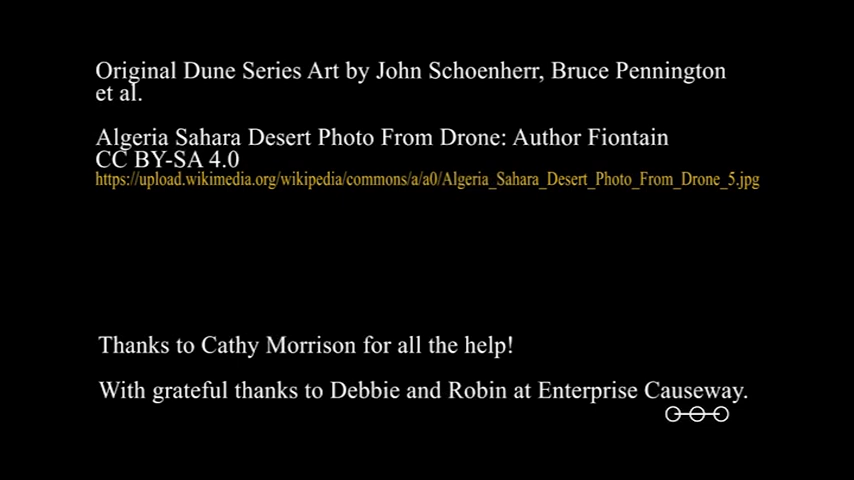 Original Dune Series Art by John Schoenherr, Bruce Pennington
et al.
Algeria Sahara Desert Photo From Drone: Author Fiontain
CC BY-SA 4.0
https://upload.wikimedia.org/wikipedia/commons/a/a0/Algeria_Sahara_Desert_Photo_From_Drone_5.jpg
Thanks to Cathy Morrison for all the help!
With grateful thanks to Debbie and Robin at Enterprise Causeway.